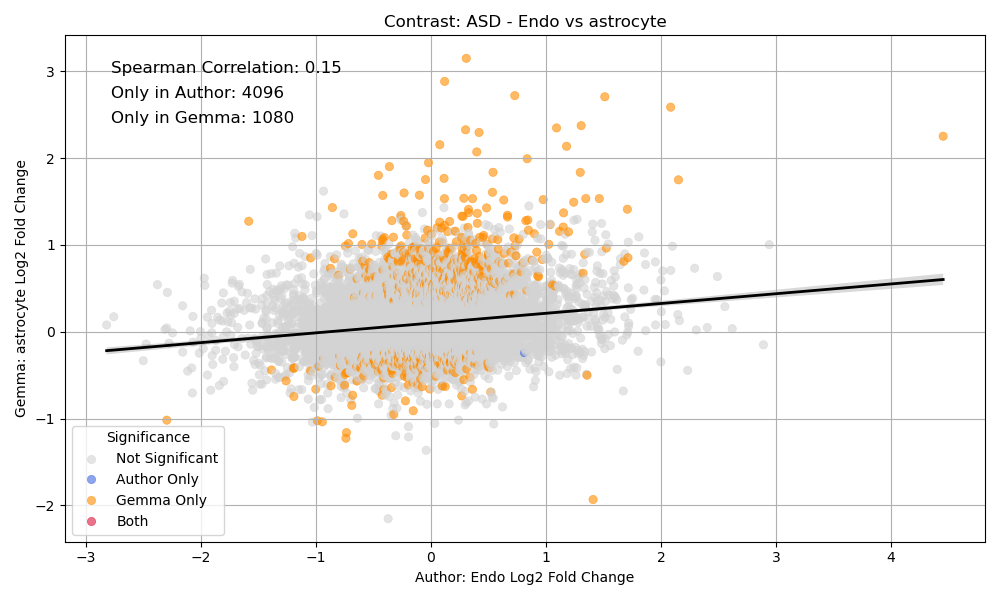 Contrast: ASD - Endo vs astrocyte
Spearman Correlation: 0.15
Only in Author: 4096
Only in Gemma: 1080
Gemma: astrocyte Log2 Fold Change
3
2
1
0
−1
−2
Significance
Not Significant
Author Only
Gemma Only
Both
−3 −2 −1 0 1 2 3 4
Author: Endo Log2 Fold Change